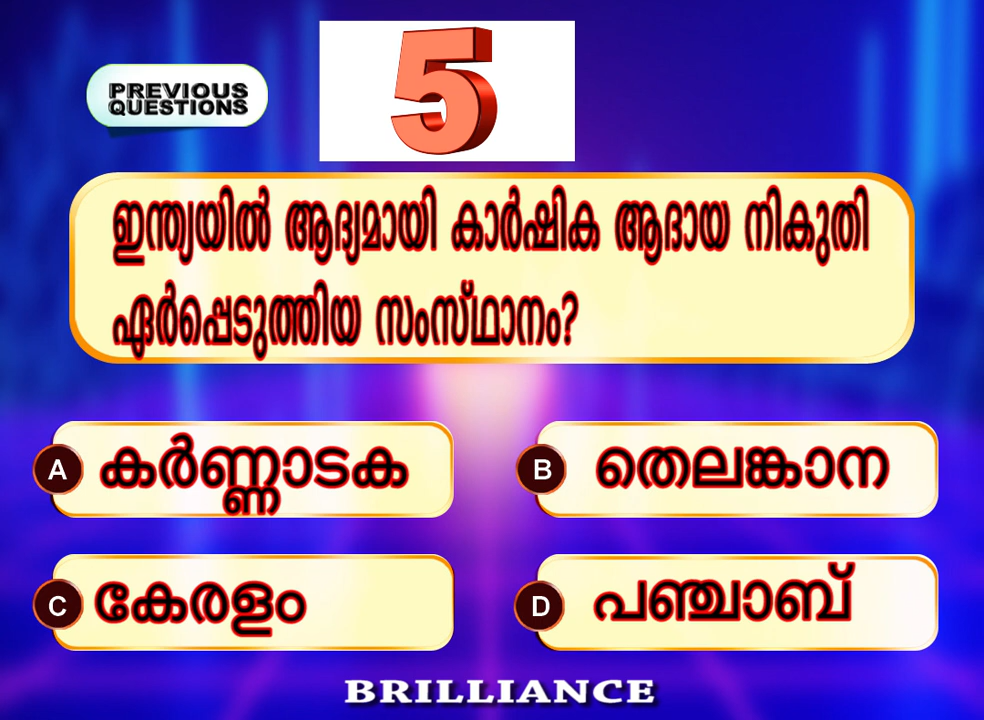 PREVIOUS
QUESTIONS
5
ഇന്ത്യയിൽ ആദ്യമായി കാർഷിക ആദായ നികുതി
ഏർപ്പെടുത്തിയ സംസ്ഥാനം?
A കർണ്ണാടക
B തെലങ്കാന
C കേരളം
D പഞ്ചാബ്
BRILLIANCE